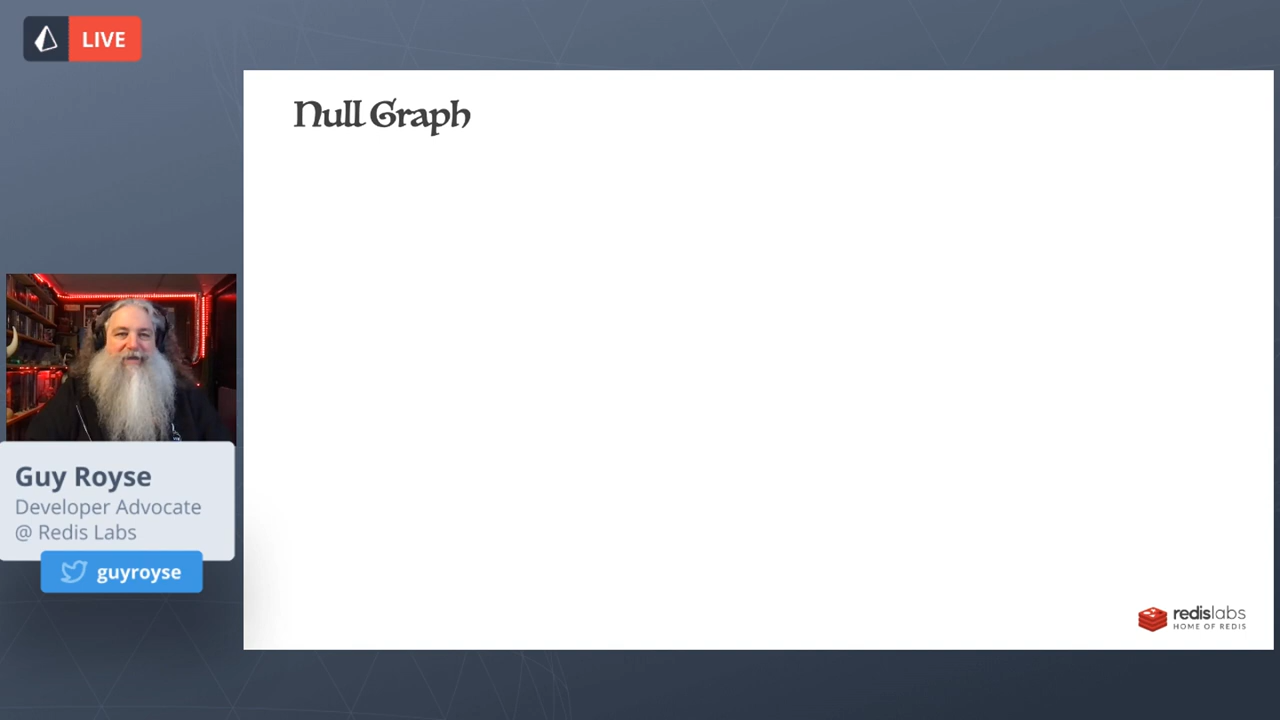 LIVE
Null Graph
Guy Royse
Developer Advocate
@ Redis Labs
guyroyse
redislabs
HOME OF REDIS